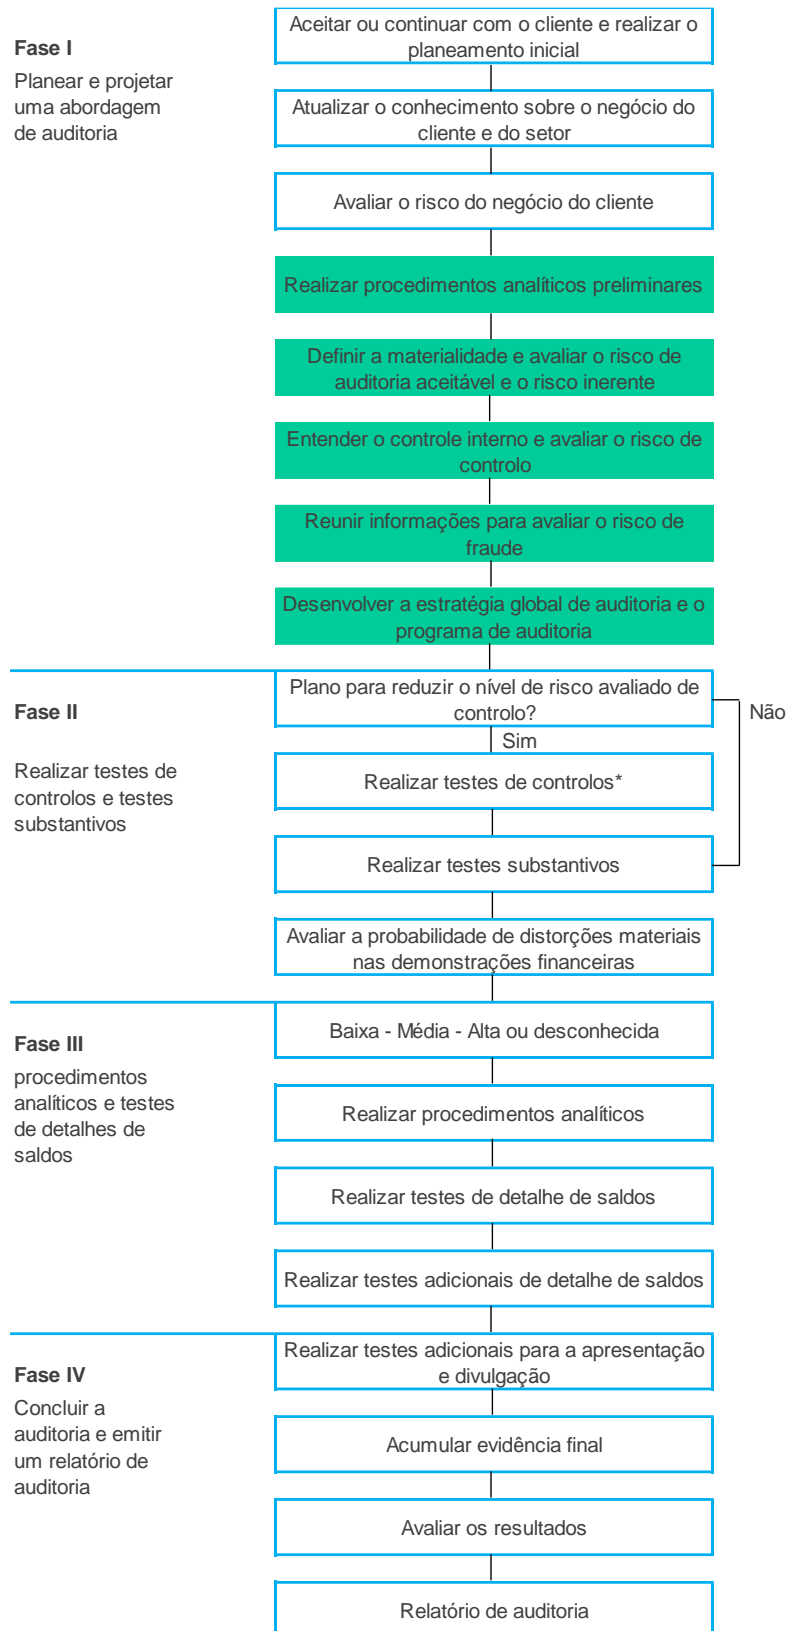 Fase I
Planear e projetar
uma abordagem
de auditoria
Aceitar ou continuar com o cliente e realizar o
planeamento inicial
Atualizar o conhecimento sobre o negócio do
cliente e do setor
Avaliar o risco do negócio do cliente
Realizar procedimentos analíticos preliminares
Definir a materialidade e avaliar o risco de
auditoria aceitável e o risco inerente
Entender o controle interno e avaliar o risco de
controlo
Reunir informações para avaliar o risco de
fraude
Desenvolver a estratégia global de auditoria e o
programa de auditoria
Fase II
Realizar testes de
controlos e testes
substantivos
Plano para reduzir o nível de risco avaliado de
controlo?
Não
Sim
Realizar testes de controlos*
Realizar testes substantivos
Avaliar a probabilidade de distorções materiais
nas demonstrações financeiras
Fase III
procedimentos
analíticos e testes
de detalhes de
saldos
Baixa - Média - Alta ou desconhecida
Realizar procedimentos analíticos
Realizar testes de detalhe de saldos
Realizar testes adicionais de detalhe de saldos
Fase IV
Concluir a
auditoria e emitir
um relatório de
auditoria
Realizar testes adicionais para a apresentação
e divulgação
Acumular evidência final
Avaliar os resultados
Relatório de auditoria